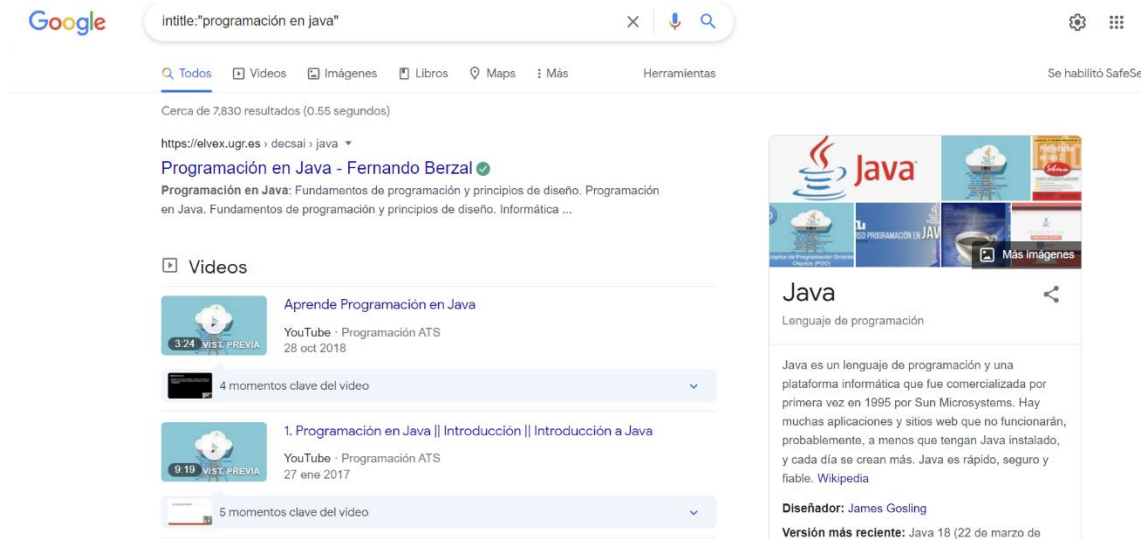 Google
intitle:"programación en java"
Todos
Videos
Imágenes
Libros
Maps
Más
Herramientas
Se habilitó SafeSe
Cerca de 7,830 resultados (0.55 segundos)
https://elvex.ugr.es › decsai › java
Programación en Java - Fernando Berzal
Programación en Java: Fundamentos de programación y principios de diseño. Programación
en Java. Fundamentos de programación y principios de diseño. Informática ...
Videos
3:24 VIST. PREVIA
Aprende Programación en Java
YouTube · Programación ATS
28 oct 2018
4 momentos clave del video
9:19 VIST. PREVIA
1. Programación en Java || Introducción || Introducción a Java
YouTube · Programación ATS
27 ene 2017
5 momentos clave del video
Java
PROGRAMACIÓN EN JAV
Más imágenes
Java
Lenguaje de programación
Java es un lenguaje de programación y una
plataforma informática que fue comercializada por
primera vez en 1995 por Sun Microsystems. Hay
muchas aplicaciones y sitios web que no funcionarán,
probablemente, a menos que tengan Java instalado,
y cada día se crean más. Java es rápido, seguro y
fiable. Wikipedia
Diseñador: James Gosling
Versión más reciente: Java 18 (22 de marzo de